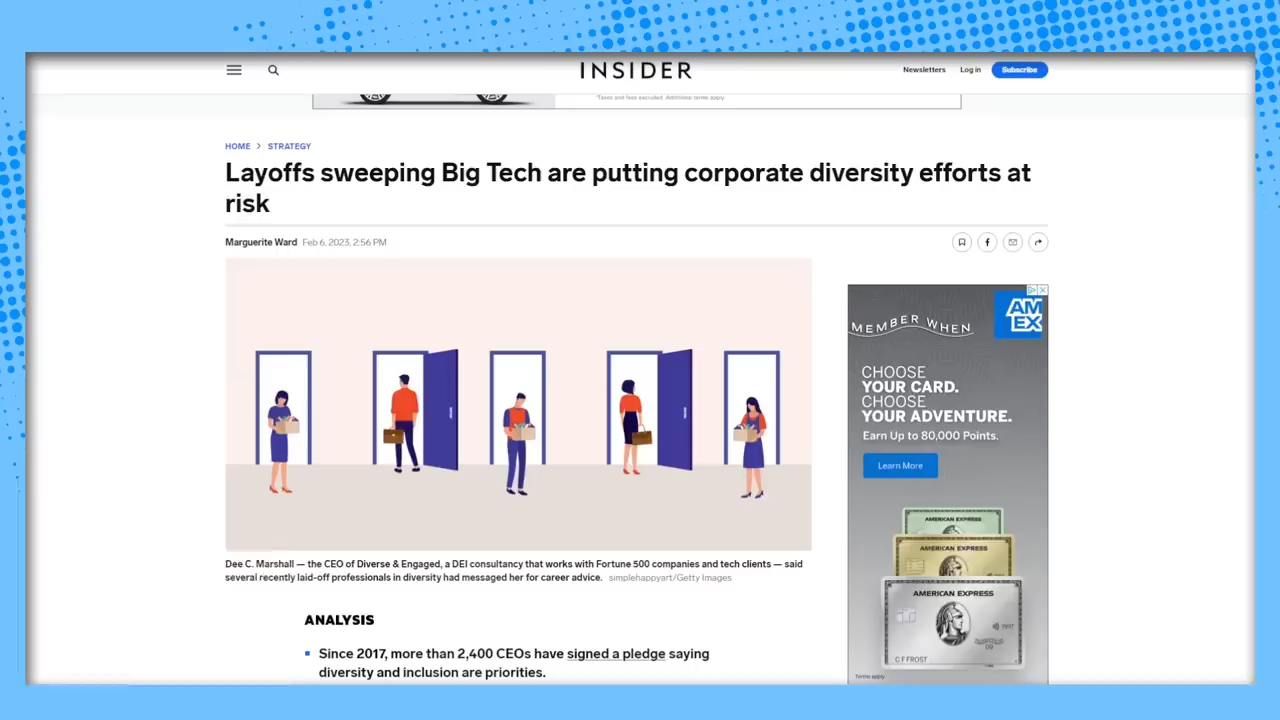 INSIDER
Newsletters
Log in
Subscribe
*Taxes and fees excluded. Additional terms apply.
HOME > STRATEGY
Layoffs sweeping Big Tech are putting corporate diversity efforts at
risk
Marguerite Ward Feb 6, 2023, 2:56 PM
AM
EX
MEMBER WHEN
CHOOSE
YOUR CARD.
CHOOSE
YOUR ADVENTURE.
Earn Up to 80,000 Points.
Learn More
AMERICAN EXPRESS
AMERICAN EXPRESS
AMERICAN EXPRESS
C F FROST
Terms apply.
Dee C. Marshall — the CEO of Diverse & Engaged, a DEI consultancy that works with Fortune 500 companies and tech clients — said
several recently laid-off professionals in diversity had messaged her for career advice. simplehappyart/Getty Images
ANALYSIS
Since 2017, more than 2,400 CEOs have signed a pledge saying
diversity and inclusion are priorities.